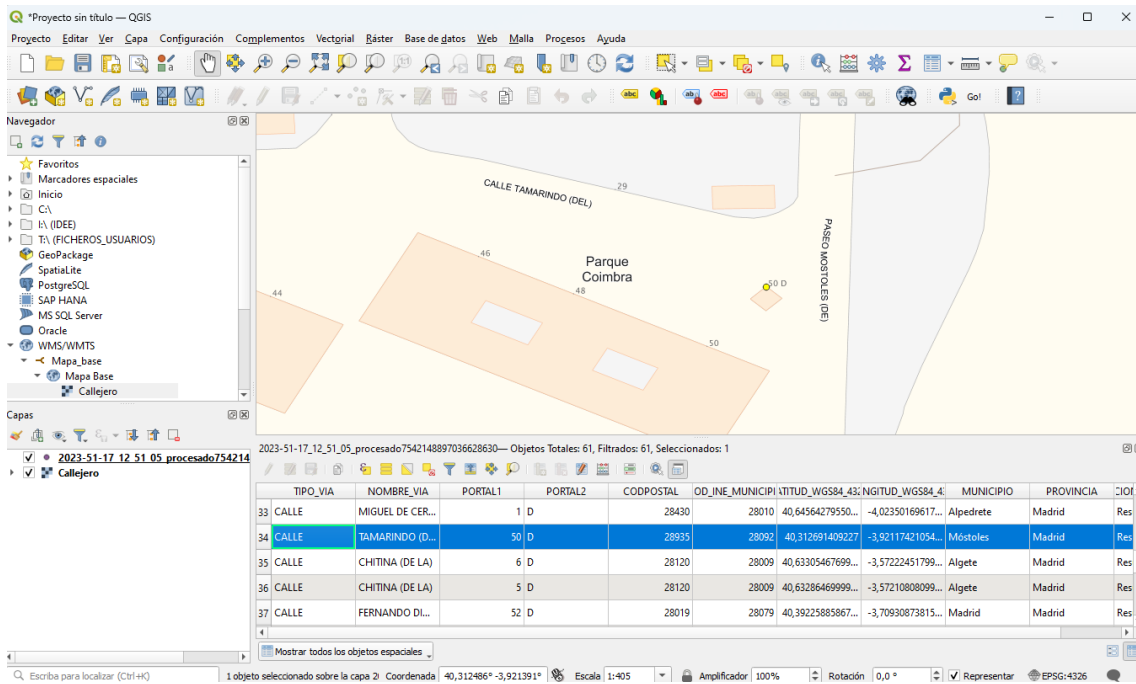 *Proyecto sin título — QGIS
Proyecto Editar Ver Capa Configuración Complementos Vectorial Ráster Base de datos Web Malla Procesos Ayuda
Go!
Navegador
Favoritos
Marcadores espaciales
Inicio
C:\
I:\ (IDEE)
T:\ (FICHEROS_USUARIOS)
GeoPackage
SpatiaLite
PostgreSQL
SAP HANA
MS SQL Server
Oracle
WMS/WMTS
Mapa_base
Mapa Base
Callejero
Capas
2023-51-17_12_51_05_procesado754214
Callejero
CALLE TAMARINDO (DEL)
29
46
Parque
Coimbra
48
44
50 D
50
PASEO MOSTOLES (DE)
2023-51-17_12_51_05_procesado7542148897036628630— Objetos Totales: 61, Filtrados: 61, Seleccionados: 1
TIPO_VIA NOMBRE_VIA PORTAL1 PORTAL2 CODPOSTAL OD_INE_MUNICIPI ATITUD_WGS84_432 NGITUD_WGS84_4 MUNICIPIO PROVINCIA
33 CALLE MIGUEL DE CER... 1 D 28430 28010 40,64564279550... -4,02350169617... Alpedrete Madrid Res
34 CALLE TAMARINDO (D... 50 D 28935 28092 40,312691409227 -3,92117421054... Móstoles Madrid Res
35 CALLE CHITINA (DE LA) 6 D 28120 28009 40,63305467699... -3,57222451799... Algete Madrid Res
36 CALLE CHITINA (DE LA) 5 D 28120 28009 40,63286469999... -3,57210808099... Algete Madrid Res
37 CALLE FERNANDO DI... 52 D 28019 28079 40,39225885867... -3,70930873815... Madrid Madrid Res
Mostrar todos los objetos espaciales
Escriba para localizar (Ctrl+K) 1 objeto seleccionado sobre la capa 2 Coordenada 40,312486° -3,921391° Escala 1:405 Amplificador 100% Rotación 0,0 ° Representar EPSG:4326